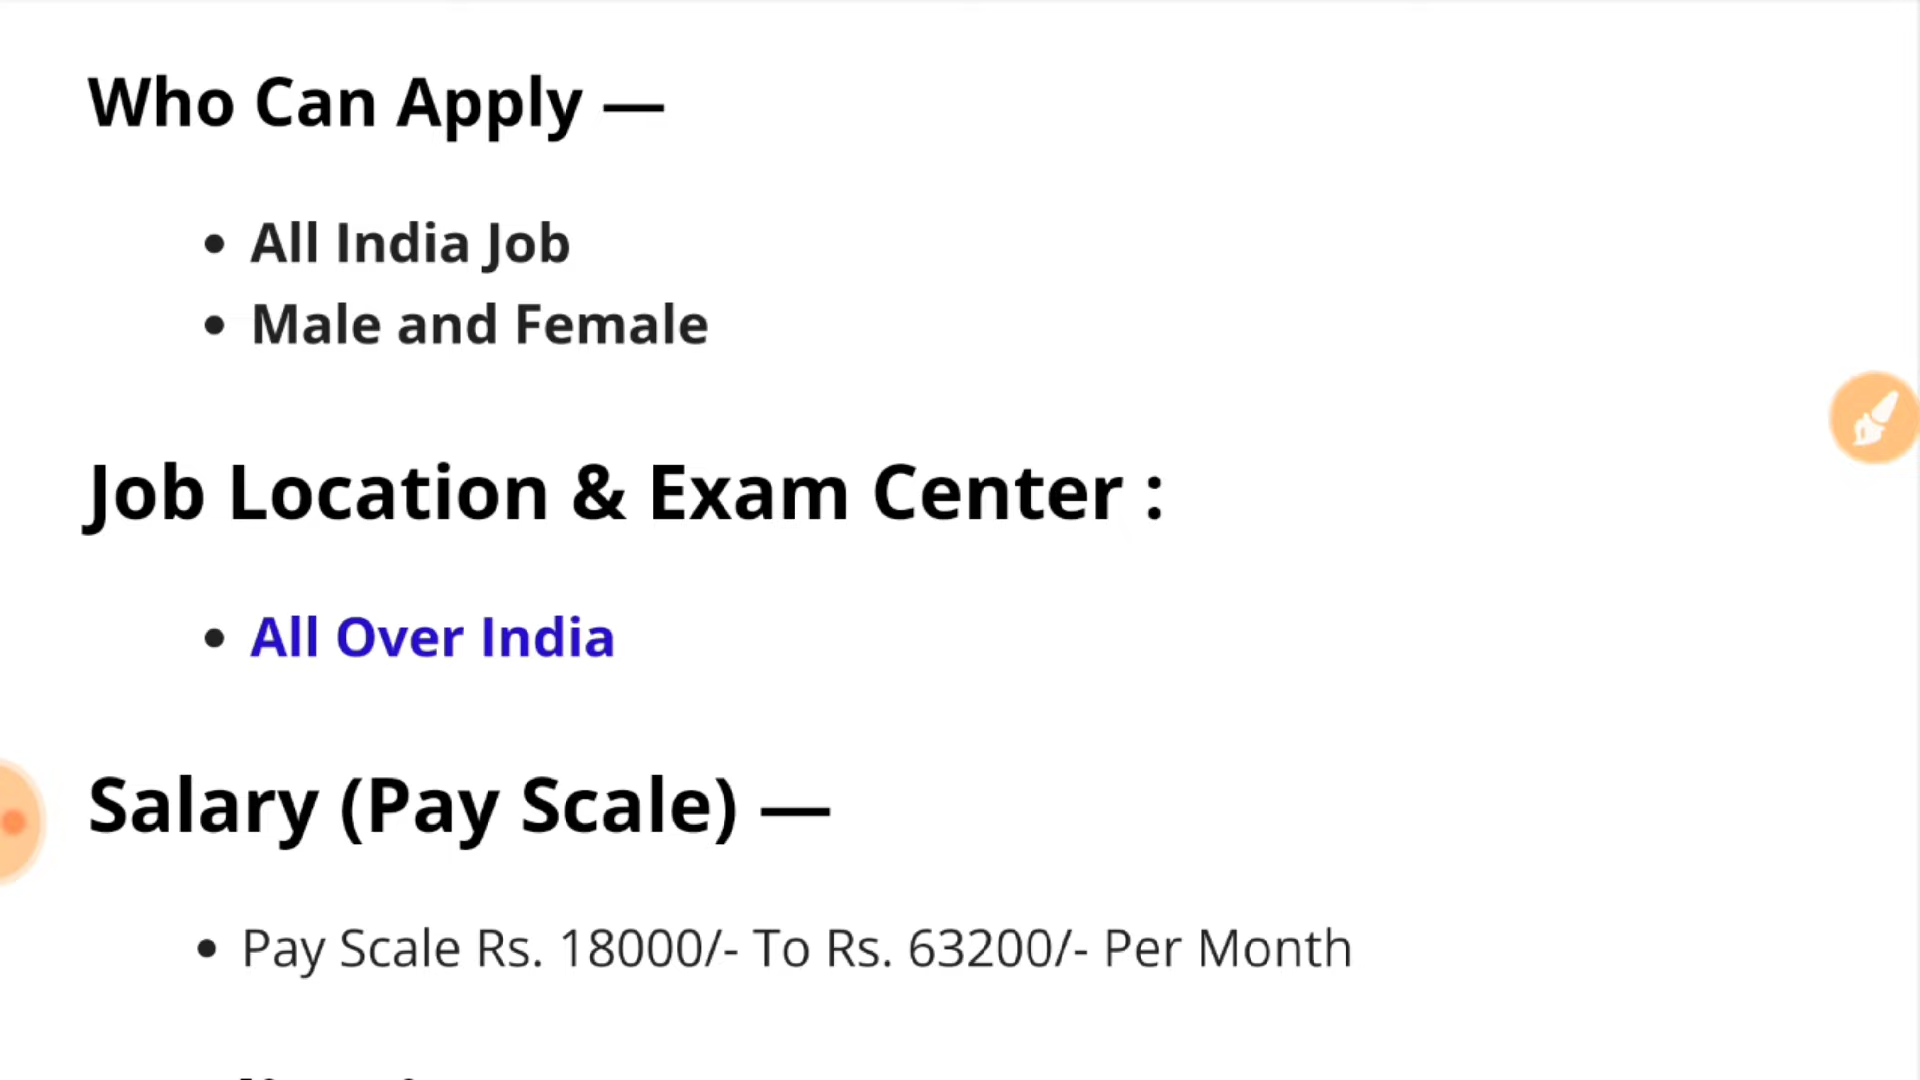 Who Can Apply —
All India Job
Male and Female
Job Location & Exam Center :
All Over India
Salary (Pay Scale) —
Pay Scale Rs. 18000/- To Rs. 63200/- Per Month